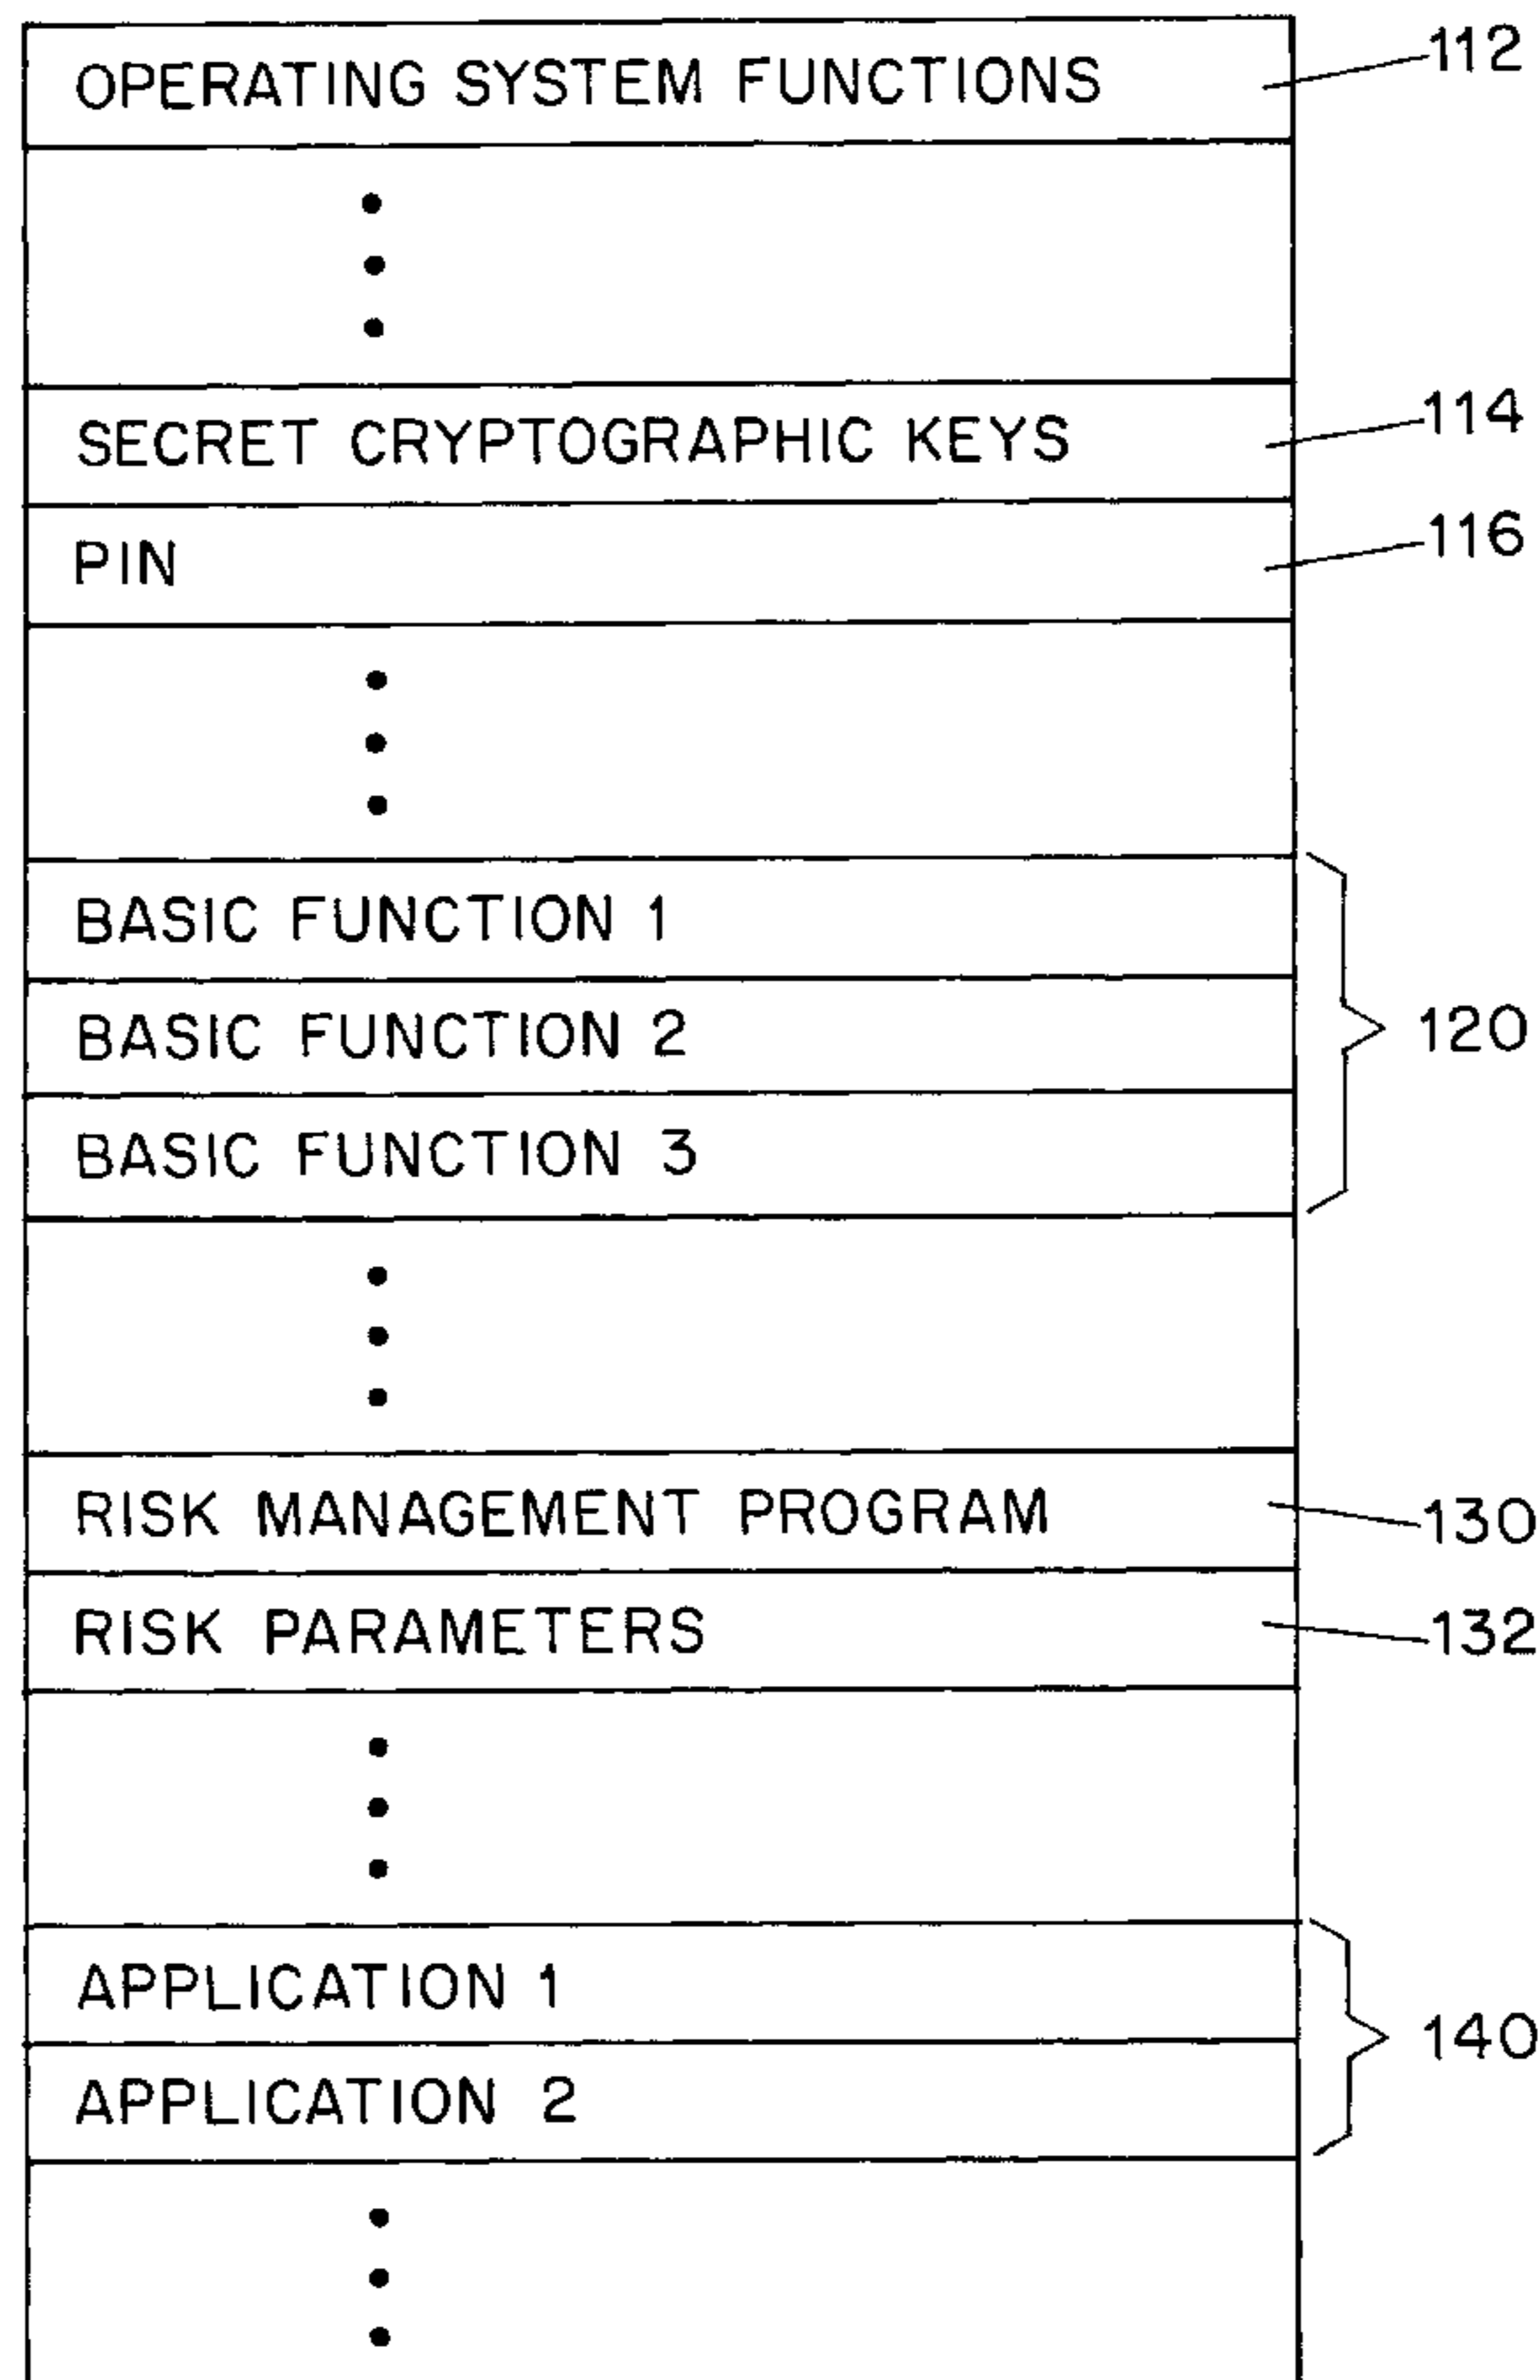 OPERATING SYSTEM FUNCTIONS 112
SECRET CRYPTOGRAPHIC KEYS 114
PIN 116
BASIC FUNCTION 1
BASIC FUNCTION 2 120
BASIC FUNCTION 3
RISK MANAGEMENT PROGRAM 130
RISK PARAMETERS 132
APPLICATION 1
140
APPLICATION 2